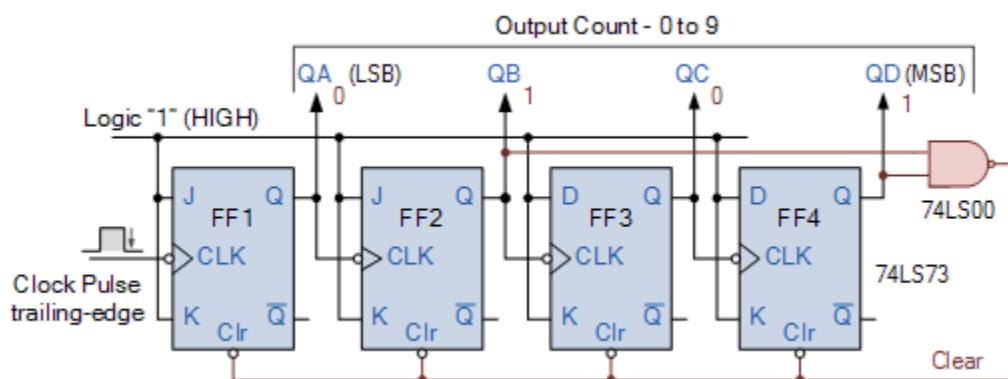 Output Count - 0 to 9
QA (LSB) QB QC QD (MSB)
0 1 0 1
Logic "1" (HIGH)
J Q J Q D Q D Q
FF1 FF2 FF3 FF4
74LS00
CLK CLK CLK CLK
74LS73
Clock Pulse
trailing-edge
K Q̅ K Q̅ K Q̅ K Q̅
Clr Clr Clr Clr
Clear